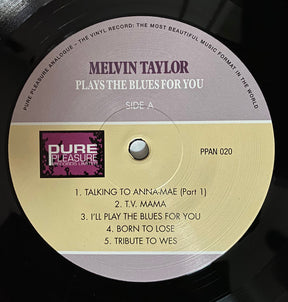 PURE PLEASURE ANALOGUE - THE VINYL RECORD: THE MOST BEAUTIFUL MUSIC FORMAT IN THE WORLD.
MELVIN TAYLOR
PLAYS THE BLUES FOR YOU
SIDE A
PURE
PLEASURE
RECORDS LIMITED
PPAN 020
1. TALKING TO ANNA-MAE (Part 1)
2. T.V. MAMA
3. I'LL PLAY THE BLUES FOR YOU
4. BORN TO LOSE
5. TRIBUTE TO WES